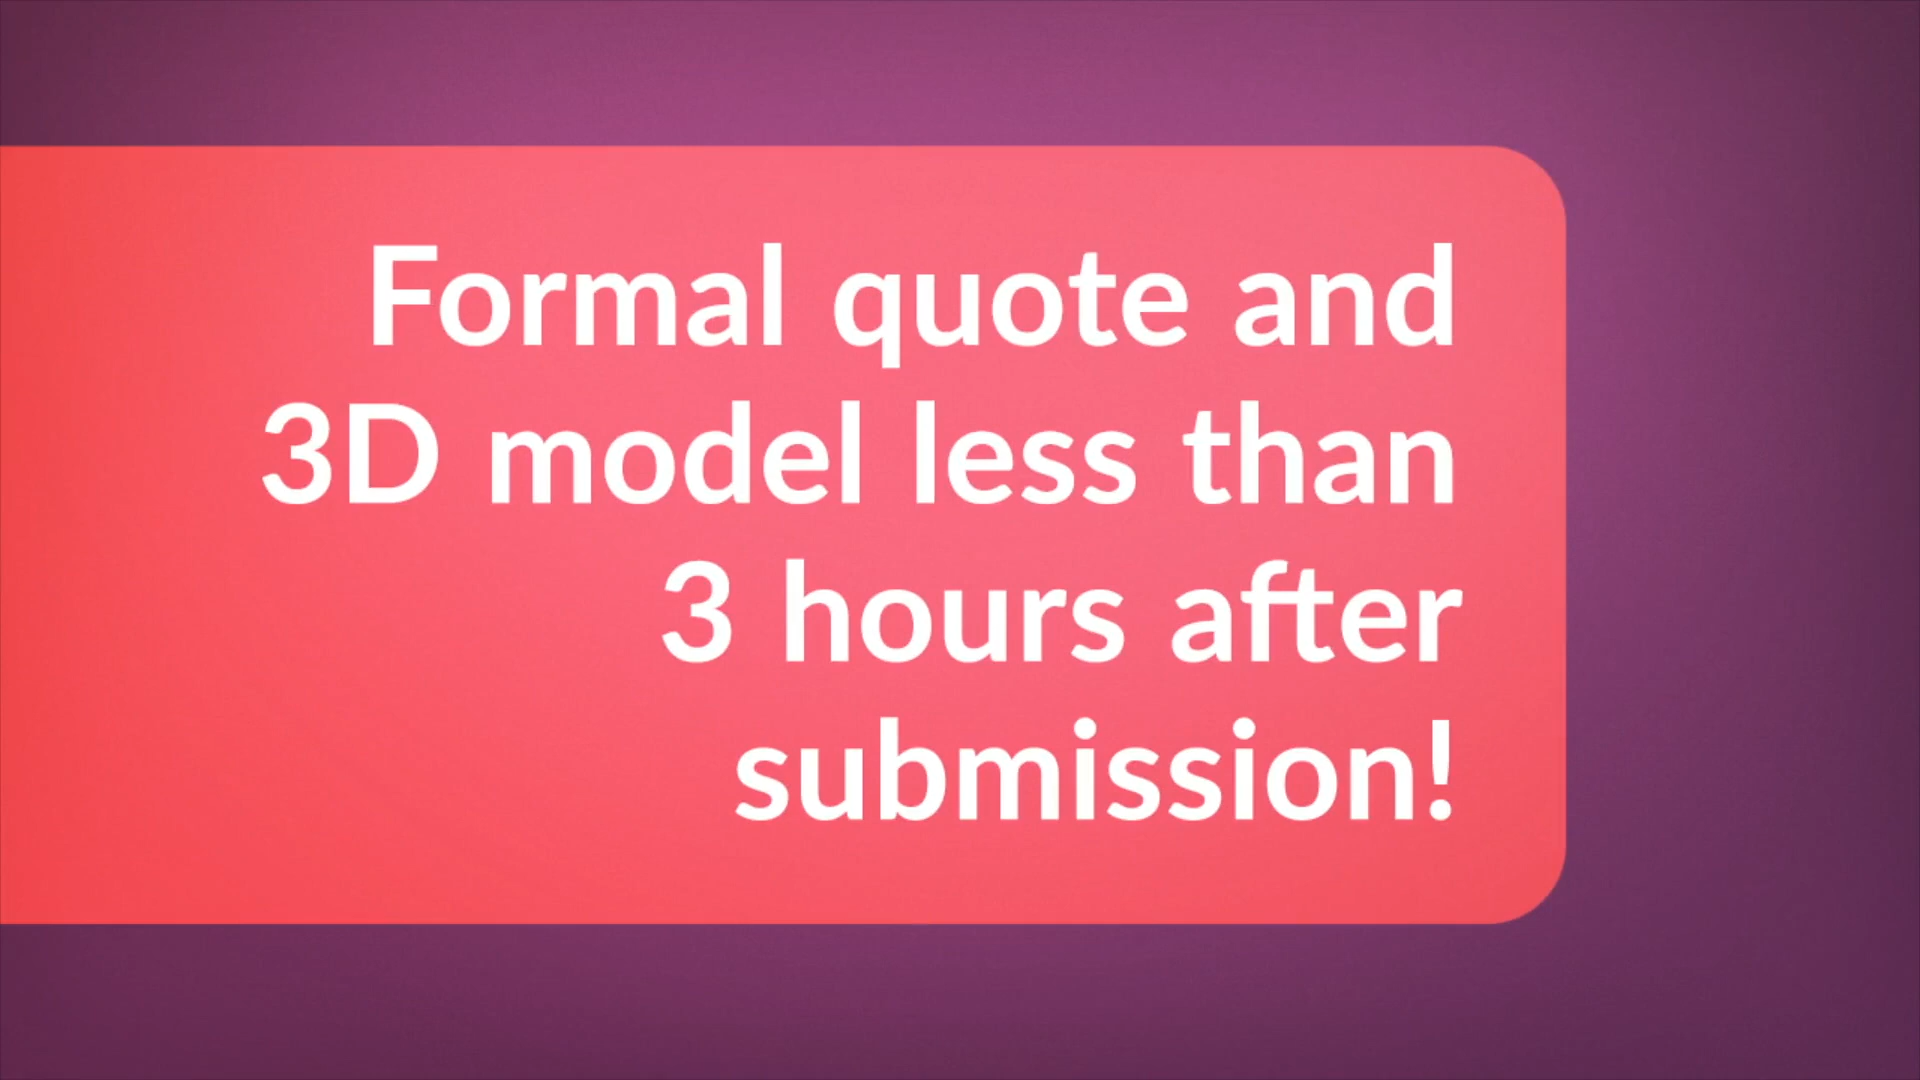 Formal quote and
3D model less than
3 hours after
submission!